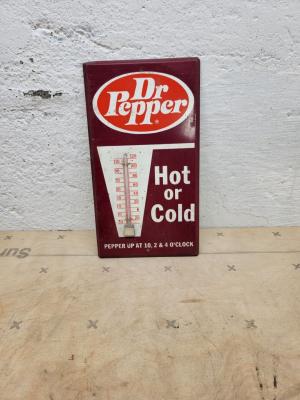 Dr
Pepper
Hot
or
Cold
PEPPER UP AT 10, 2 & 4 O'CLOCK